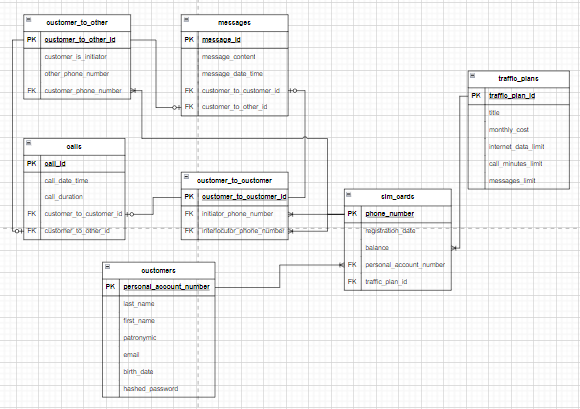 customer_to_other
PK customer_to_other_id
customer_is_initiator
other_phone_number
FK customer_phone_number
messages
PK message_id
message_content
message_date_time
FK customer_to_customer_id
FK customer_to_other_id
traffic_plans
PK traffic_plan_id
title
monthly_cost
internet_data_limit
call_minutes_limit
messages_limit
calls
PK call_id
call_date_time
call_duration
FK customer_to_customer_id
FK customer_to_other_id
customer_to_customer
PK customer_to_customer_id
FK initiator_phone_number
FK interlocutor_phone_number
sim_cards
PK phone_number
registration_date
balance
FK personal_account_number
FK traffic_plan_id
customers
PK personal_account_number
last_name
first_name
patronymic
email
birth_date
hashed_password